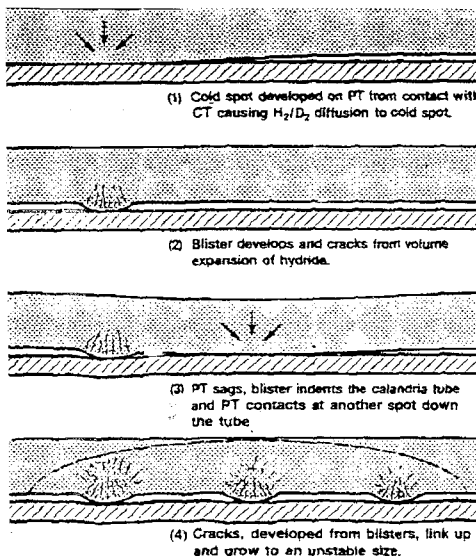 (1) Cold spot developed on PT from contact with
CT causing H₂/D₂ diffusion to cold spot.
(2) Blister develops and cracks from volume
expansion of hydride.
(3) PT sags, blister indents the calandria tube
and PT contacts at another spot down
the tube
(4) Cracks, developed from blisters, link up
and grow to an unstable size.